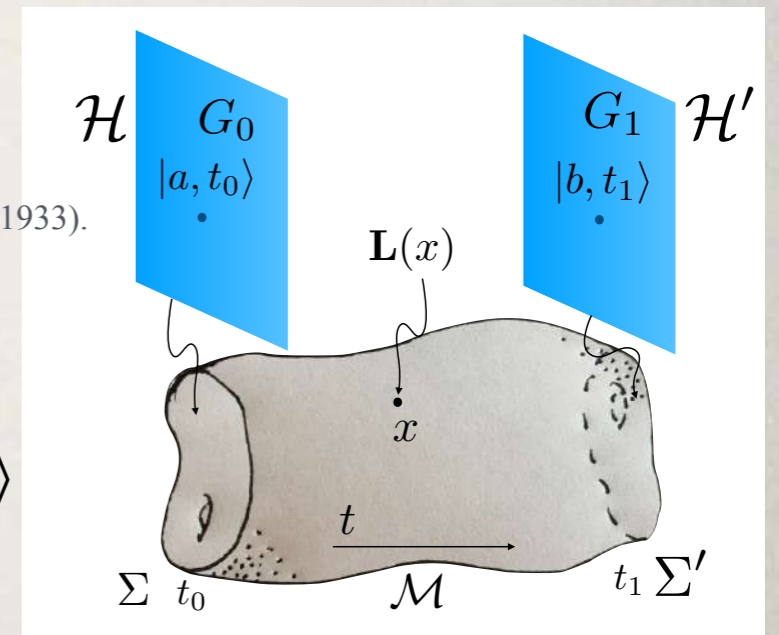 1933).
⟩
ℋ G₀ |a, t₀⟩
G₁ ℋ′ |b, t₁⟩
𝐋(x)
x
t
Σ t₀ ℳ t₁ Σ′